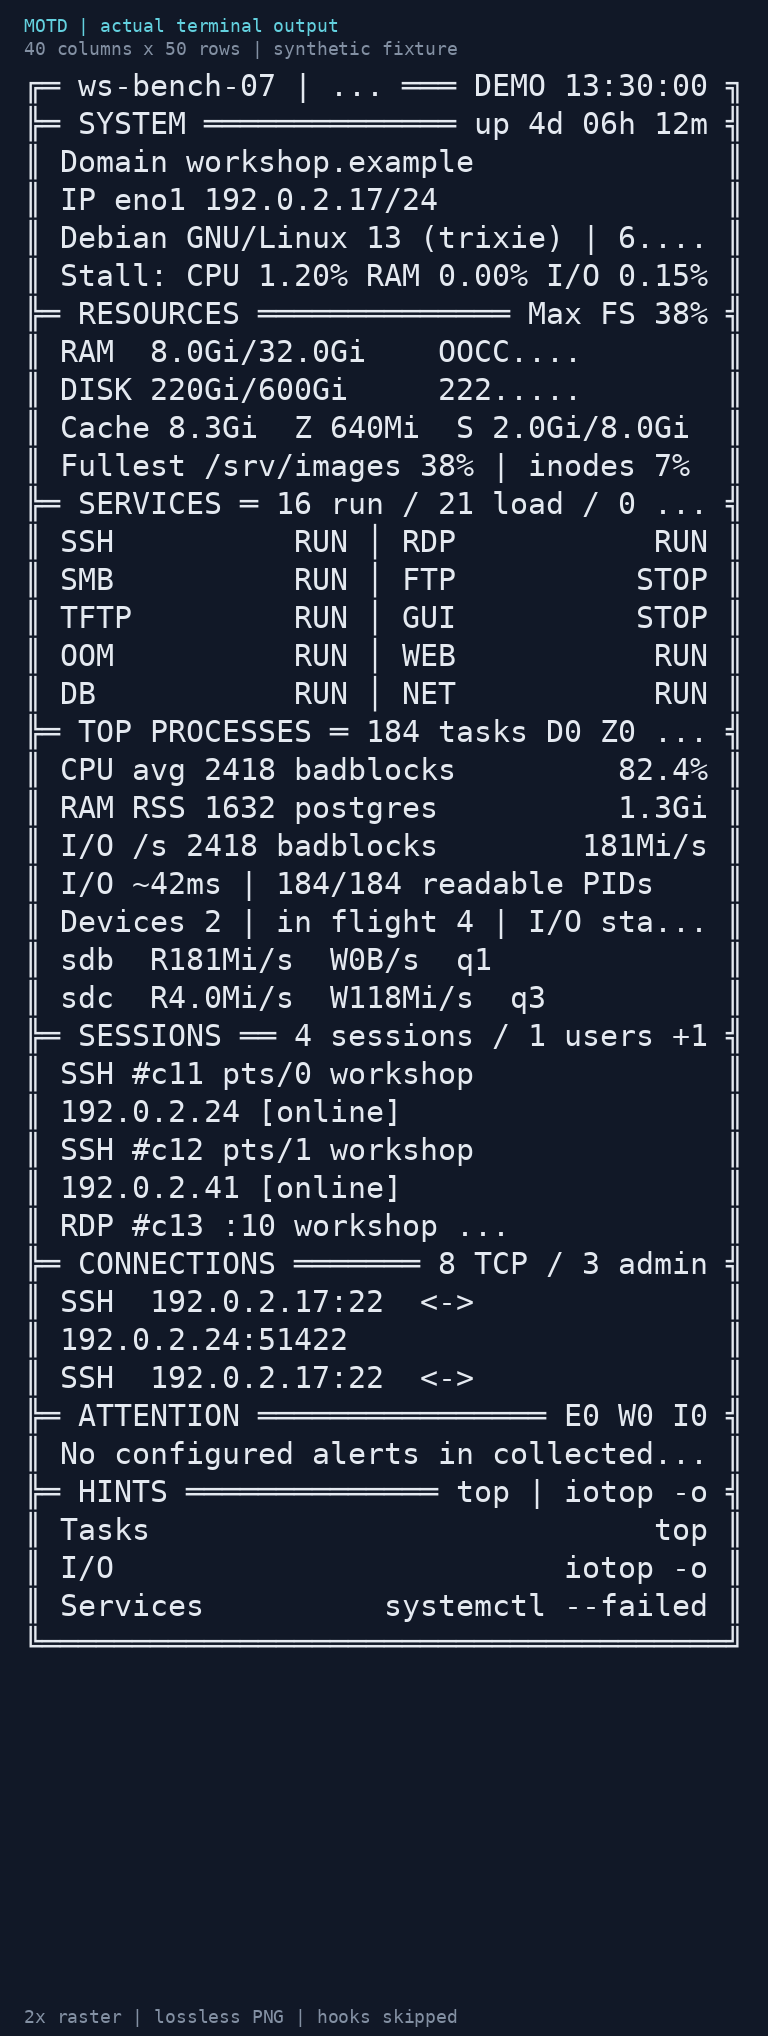 MOTD | actual terminal output
40 columns x 50 rows | synthetic fixture
╔═ ws-bench-07 | ... ═══ DEMO 13:30:00 ╗
╠═ SYSTEM ══════════════ up 4d 06h 12m ╣
║ Domain workshop.example              ║
║ IP eno1 192.0.2.17/24                ║
║ Debian GNU/Linux 13 (trixie) | 6.... ║
║ Stall: CPU 1.20% RAM 0.00% I/O 0.15% ║
╠═ RESOURCES ══════════════ Max FS 38% ╣
║ RAM  8.0Gi/32.0Gi    OOCC....        ║
║ DISK 220Gi/600Gi     222.....        ║
║ Cache 8.3Gi  Z 640Mi  S 2.0Gi/8.0Gi  ║
║ Fullest /srv/images 38% | inodes 7%  ║
╠═ SERVICES ═ 16 run / 21 load / 0 ... ╣
║ SSH          RUN │ RDP           RUN ║
║ SMB          RUN │ FTP          STOP ║
║ TFTP         RUN │ GUI          STOP ║
║ OOM          RUN │ WEB           RUN ║
║ DB           RUN │ NET           RUN ║
╠═ TOP PROCESSES ═ 184 tasks D0 Z0 ... ╣
║ CPU avg 2418 badblocks         82.4% ║
║ RAM RSS 1632 postgres          1.3Gi ║
║ I/O /s 2418 badblocks        181Mi/s ║
║ I/O ~42ms | 184/184 readable PIDs    ║
║ Devices 2 | in flight 4 | I/O sta... ║
║ sdb  R181Mi/s  W0B/s  q1             ║
║ sdc  R4.0Mi/s  W118Mi/s  q3          ║
╠═ SESSIONS ══ 4 sessions / 1 users +1 ╣
║ SSH #c11 pts/0 workshop              ║
║ 192.0.2.24 [online]                  ║
║ SSH #c12 pts/1 workshop              ║
║ 192.0.2.41 [online]                  ║
║ RDP #c13 :10 workshop ...            ║
╠═ CONNECTIONS ═══════ 8 TCP / 3 admin ╣
║ SSH  192.0.2.17:22  <->              ║
║ 192.0.2.24:51422                     ║
║ SSH  192.0.2.17:22  <->              ║
╠═ ATTENTION ════════════════ E0 W0 I0 ╣
║ No configured alerts in collected... ║
╠═ HINTS ══════════════ top | iotop -o ╣
║ Tasks                            top ║
║ I/O                         iotop -o ║
║ Services          systemctl --failed ║
╚══════════════════════════════════════╝
2x raster | lossless PNG | hooks skipped